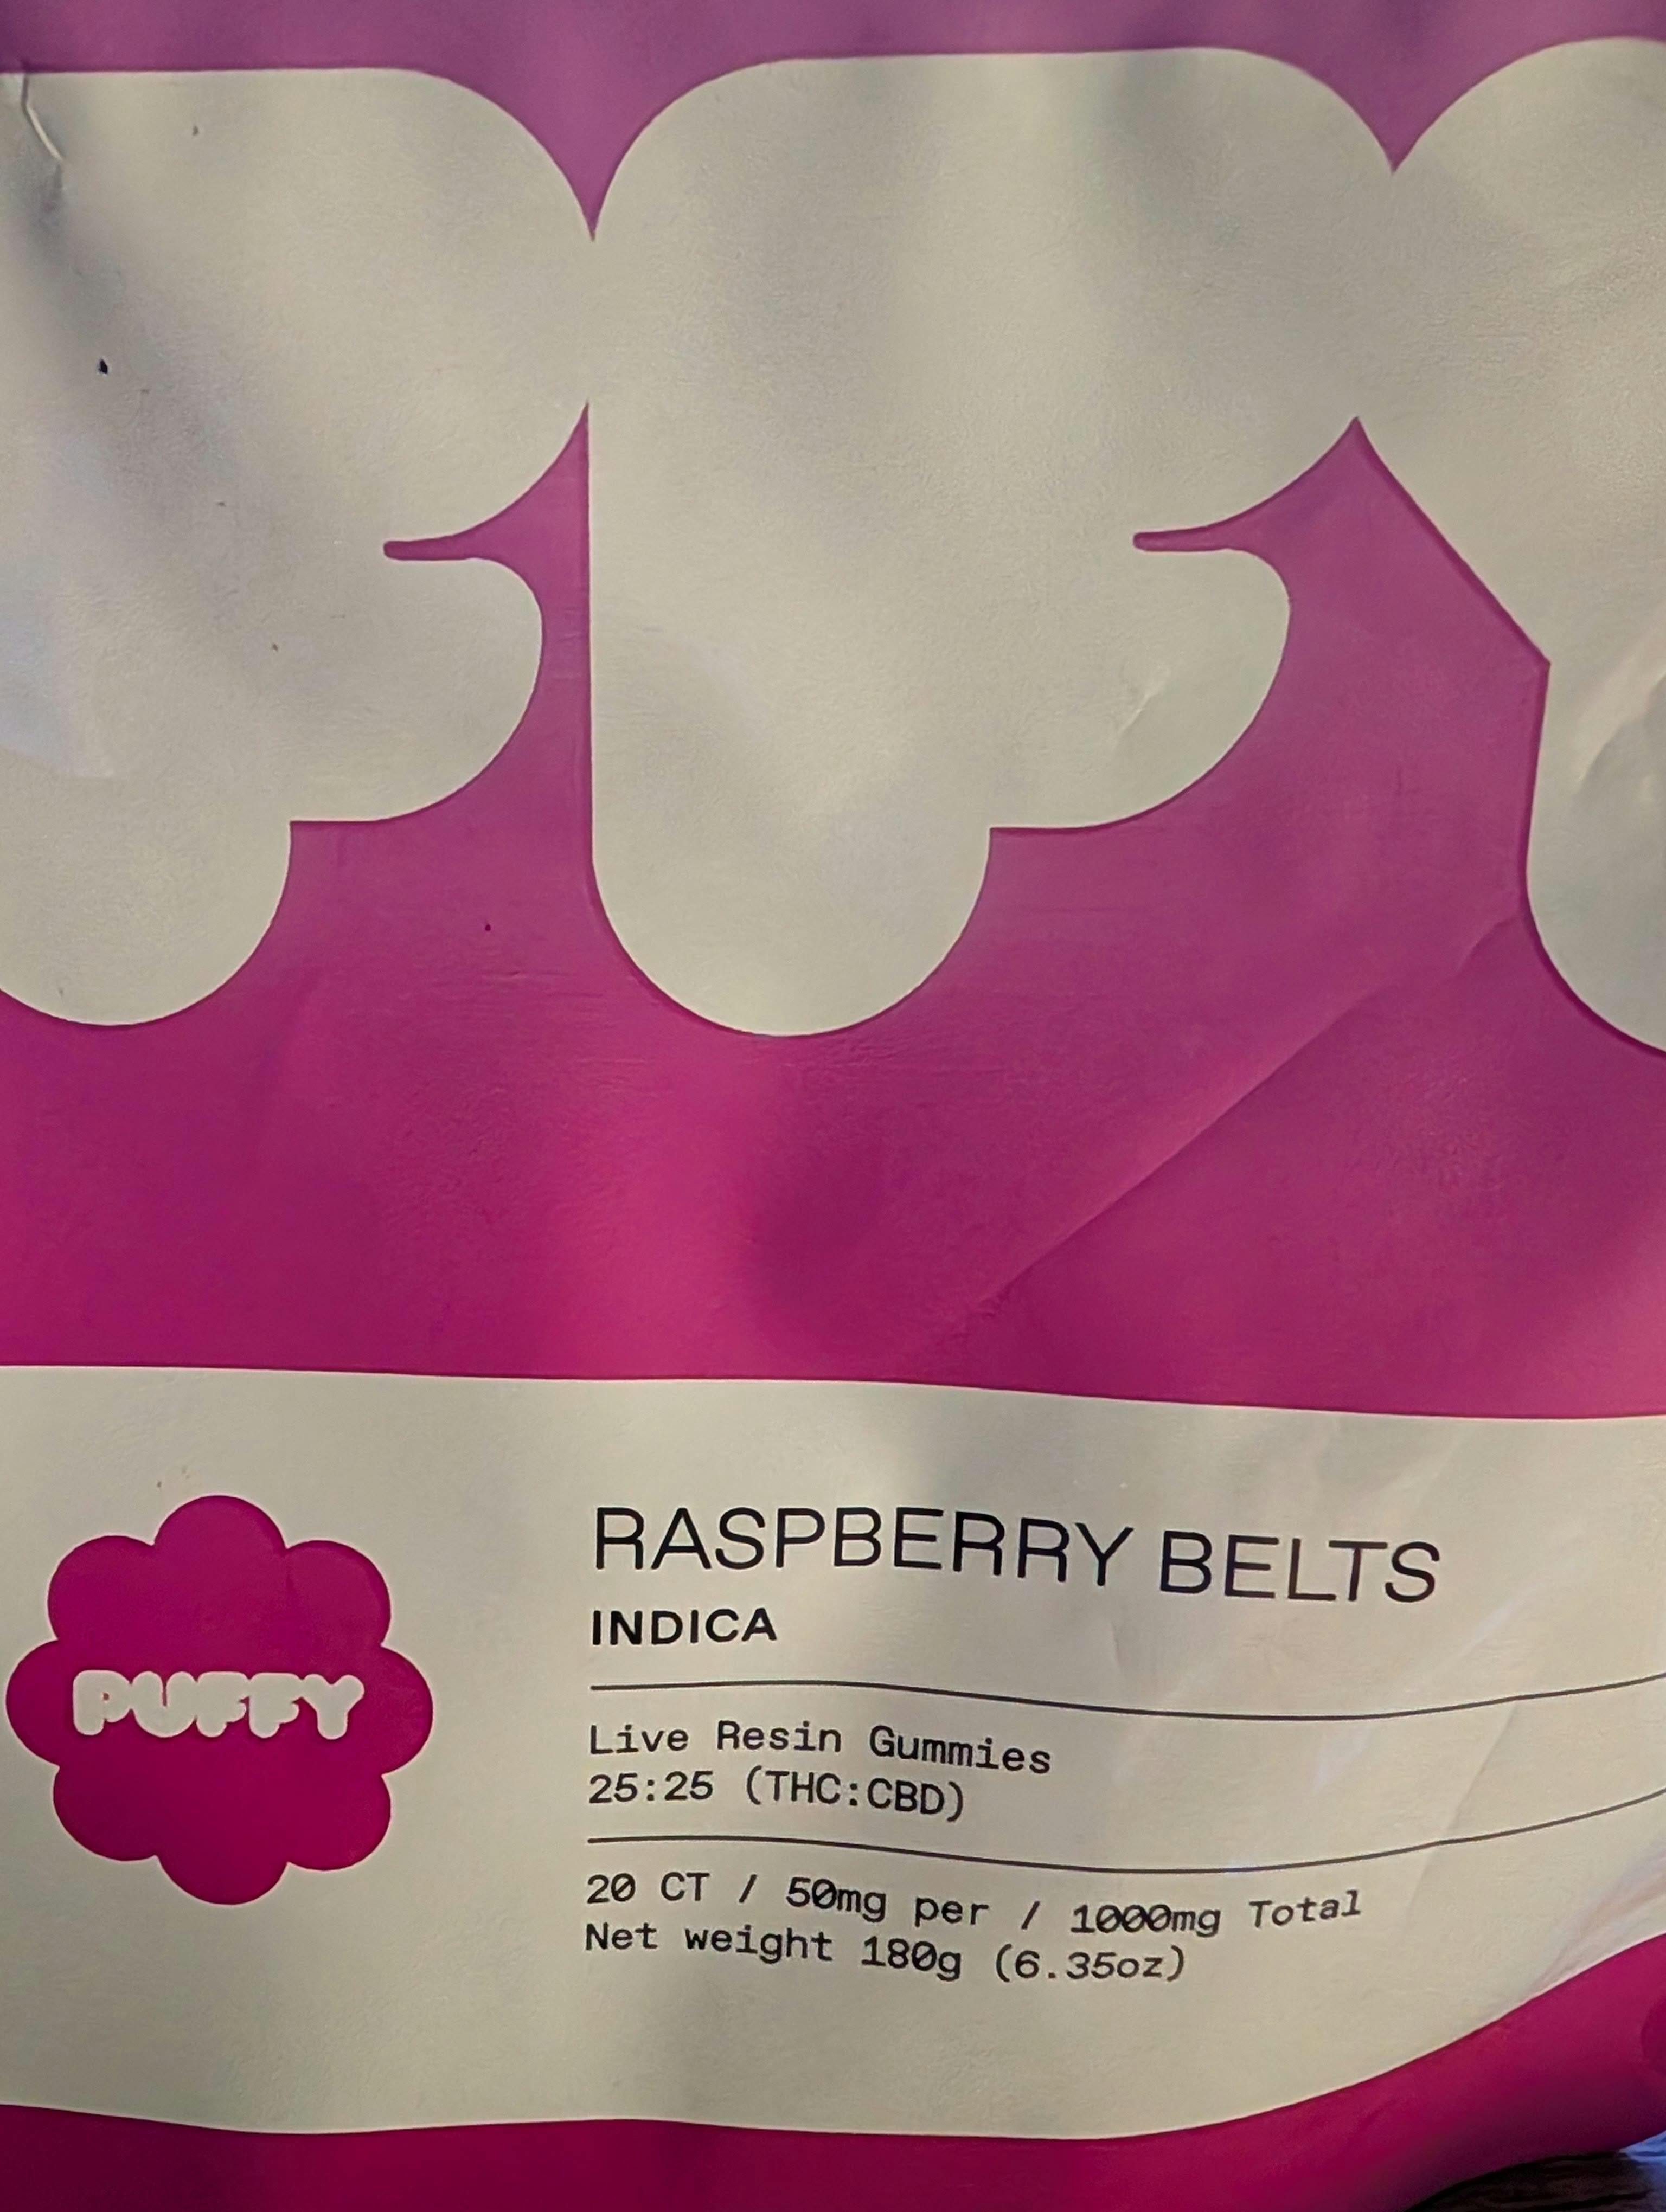 FFY
PUFFY
RASPBERRY BELTS
INDICA
Live Resin Gummies
25:25 (THC:CBD)
20 CT / 50mg per / 1000mg Total
Net weight 180g (6.35oz)